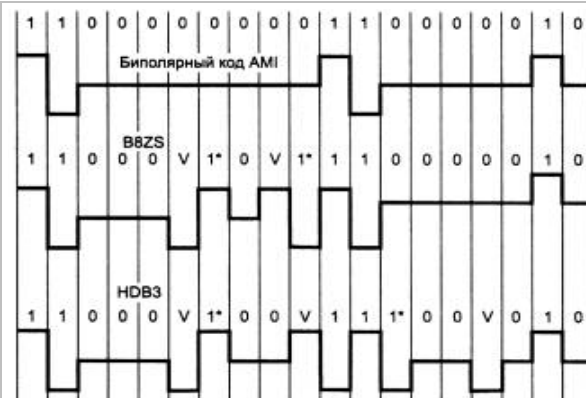 1 1 0 0 0 0 0 0 0 0 1 1 0 0 0 0 0 1 0
Биполярный код AMI
B8ZS
1 1 0 0 0 V 1* 0 V 1* 1 1 0 0 0 0 0 1 0
HDB3
1 1 0 0 0 V 1* 0 0 V 1 1 1* 0 0 V 0 1 0